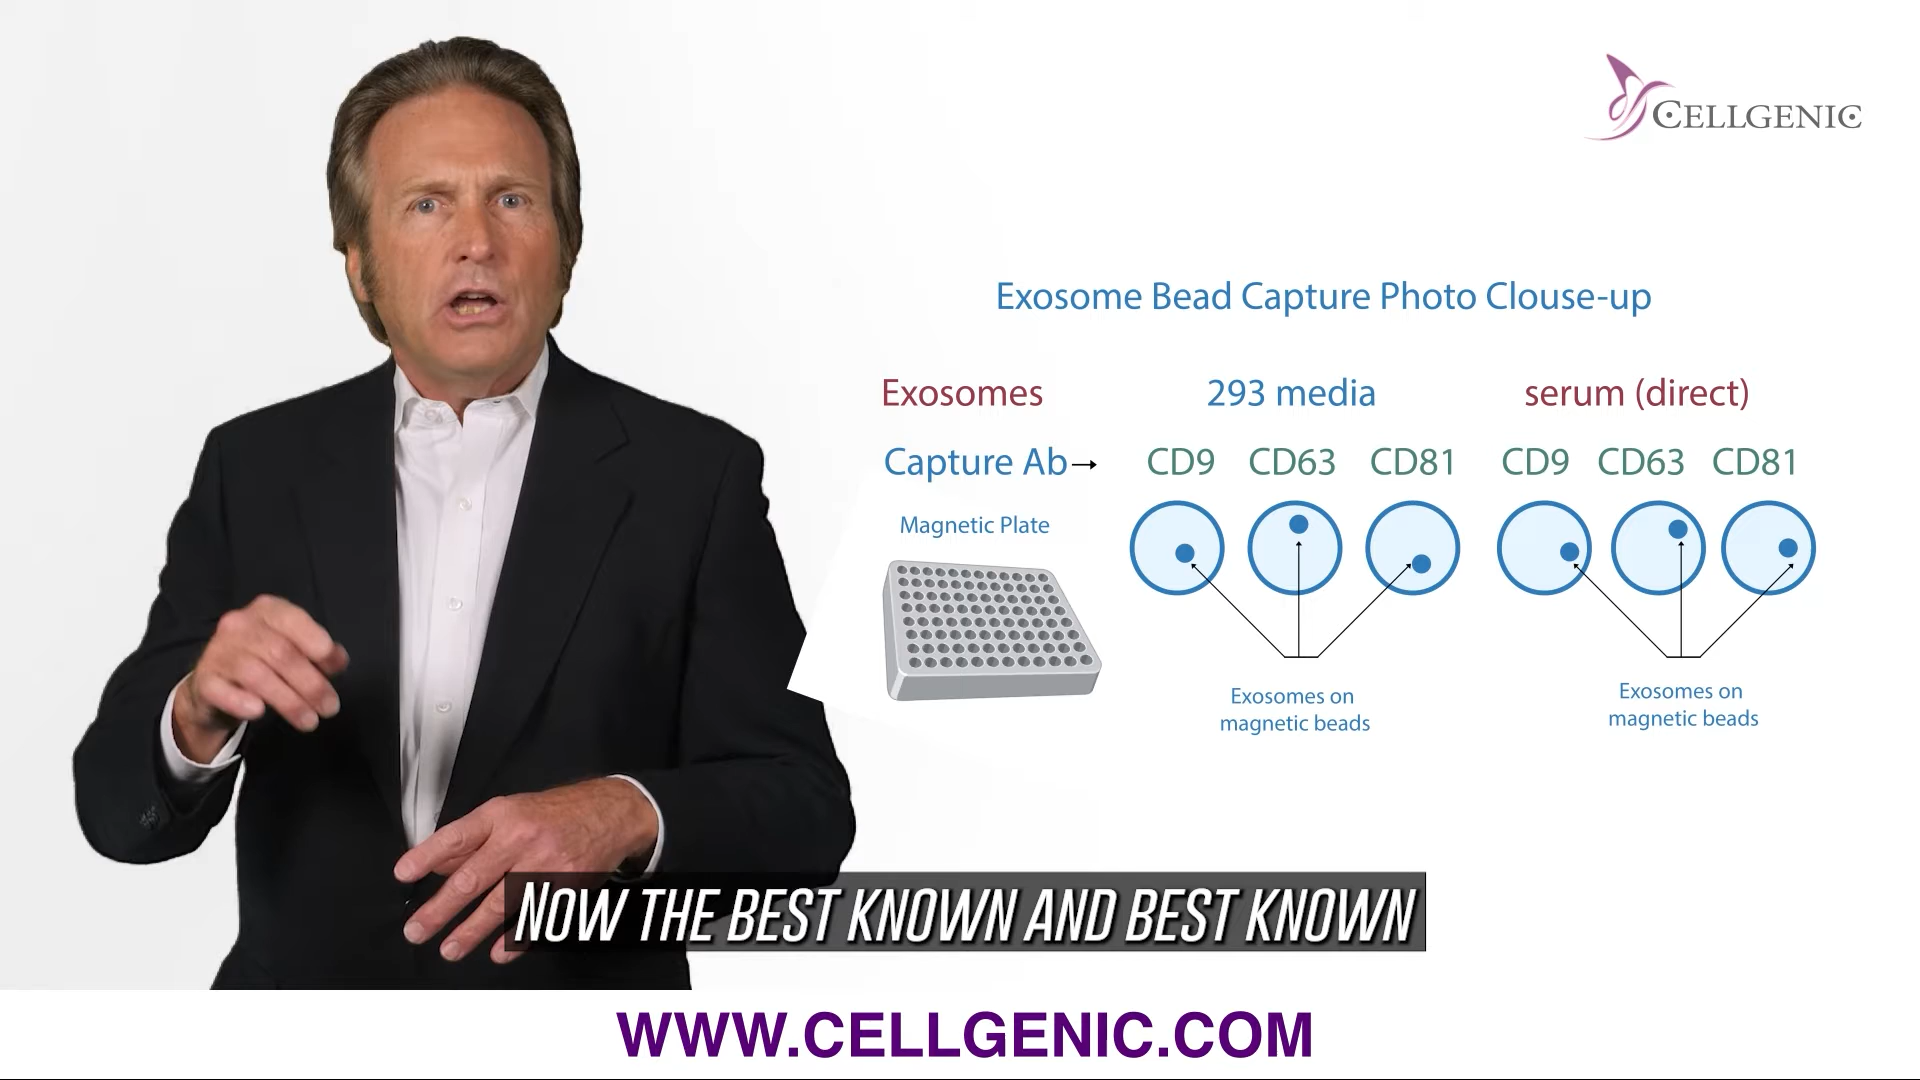 CELLGENIC
Exosome Bead Capture Photo Clouse-up
Exosomes 293 media serum (direct)
Capture Ab→ CD9 CD63 CD81 CD9 CD63 CD81
Magnetic Plate
Exosomes on
magnetic beads
Exosomes on
magnetic beads
NOW THE BEST KNOWN AND BEST KNOWN
WWW.CELLGENIC.COM